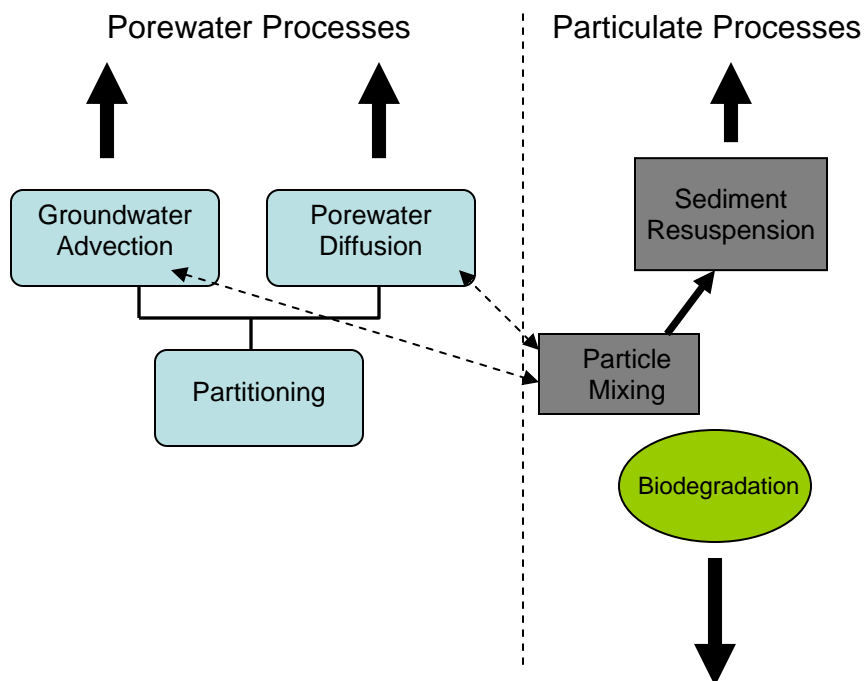 Porewater Processes
Particulate Processes
Groundwater
Advection
Porewater
Diffusion
Sediment
Resuspension
Partitioning
Particle
Mixing
Biodegradation